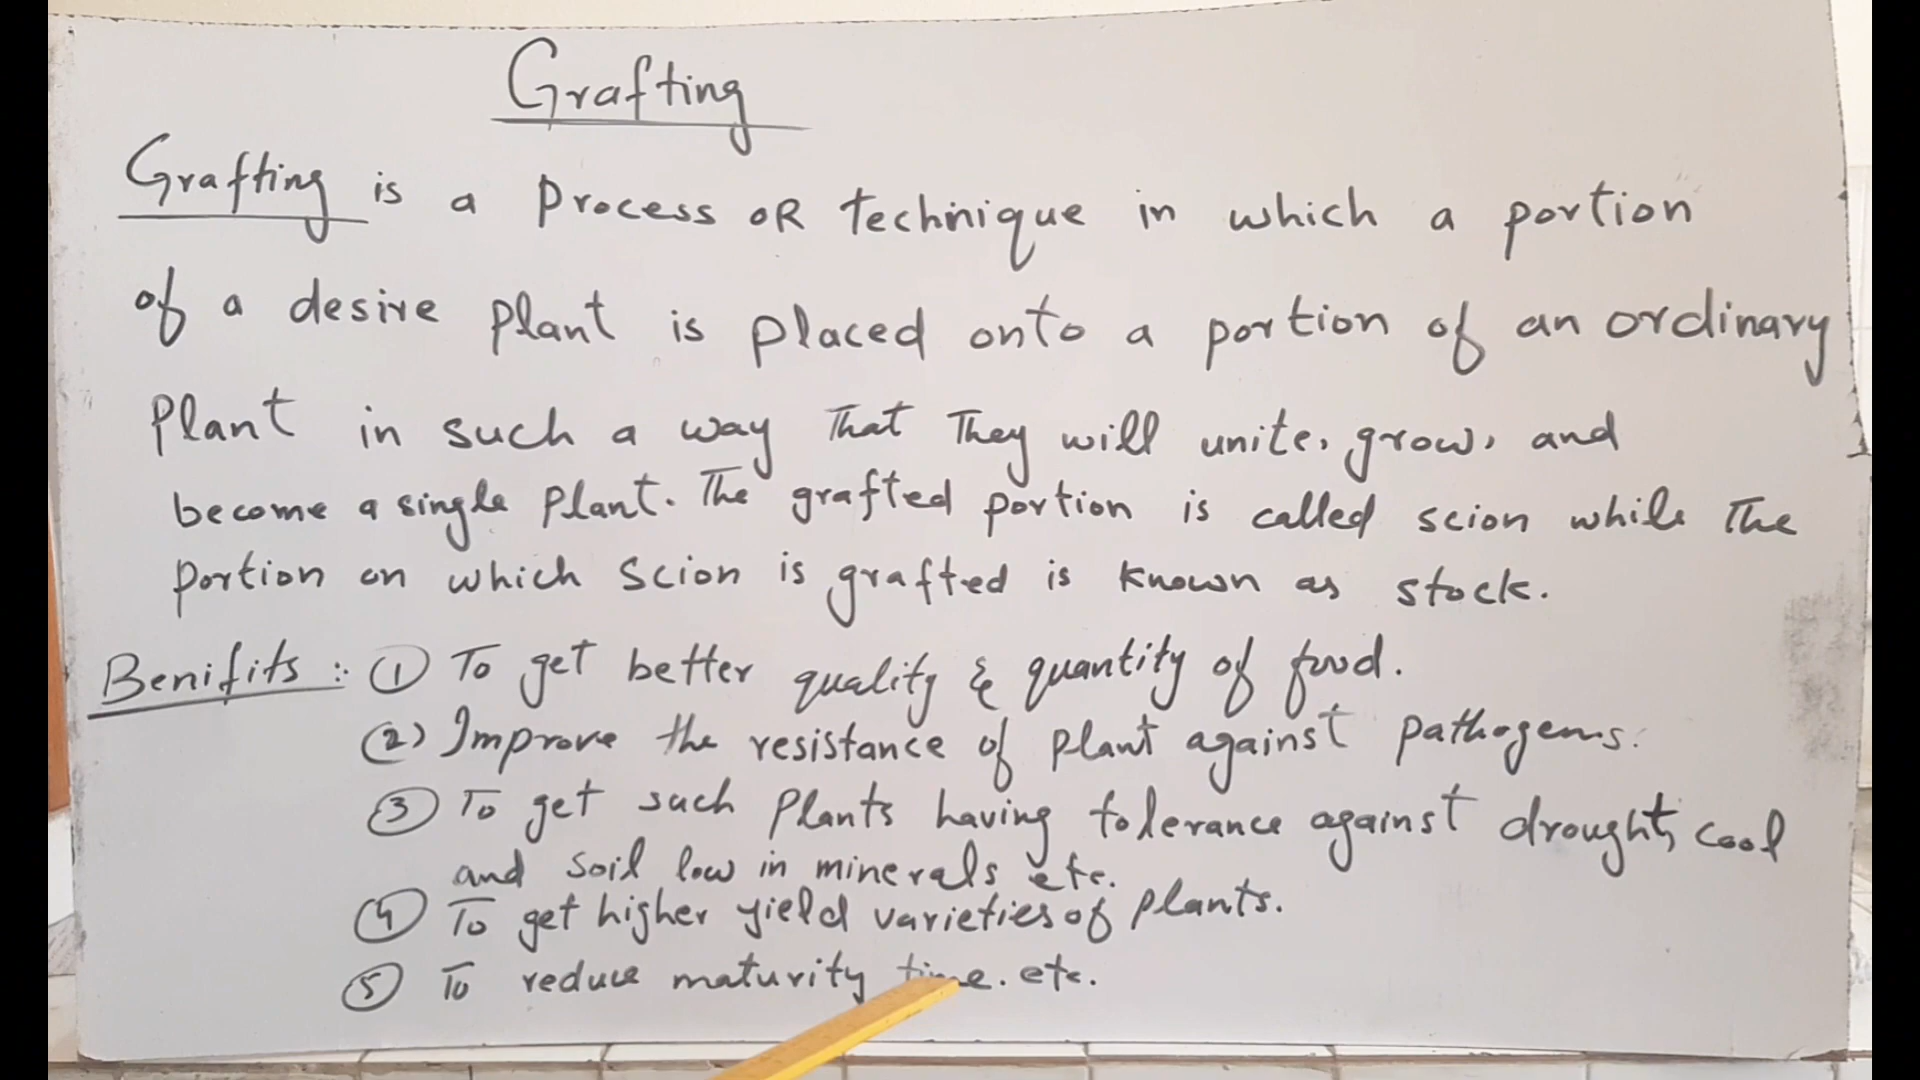 Grafting
Grafting is a Process OR technique in which a portion
of a desire plant is placed onto a portion of an ordinary
Plant in such a way That They will unite, grow, and
become a single Plant. The grafted portion is called scion while The
Portion on which Scion is grafted is known as stock.
Benifits :- ① To get better quality & quantity of food.
(2) Improve the resistance of plant against pathogens.
③ To get such Plants having tolerance against drought, cool
and soil low in minerals etc.
④ To get higher yield varieties of plants.
⑤ To reduce maturity time. etc.